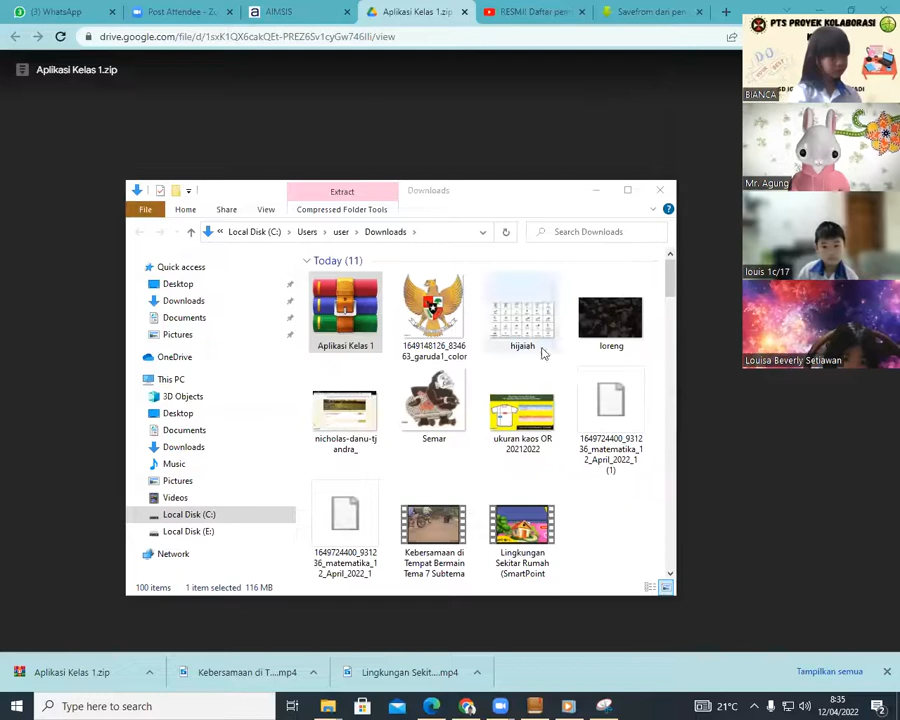 (3) WhatsApp
Post Attendee - Zo
AIMSIS
Aplikasi Kelas 1.zip
RESMI! Daftar pem
Savefrom dari pen
drive.google.com/file/d/1sxK1QX6cakQEt-PREZ6Sv1cyGw746lli/view
Aplikasi Kelas 1.zip
PTS PROYEK KOLABORASI
BIANCA
Mr. Agung
louis 1c/17
Louisa Beverly Setiawan
Extract
Downloads
File
Home
Share
View
Compressed Folder Tools
Local Disk (C:)
Users
user
Downloads
Search Downloads
Quick access
Desktop
Downloads
Documents
Pictures
OneDrive
This PC
3D Objects
Desktop
Documents
Downloads
Music
Pictures
Videos
Local Disk (C:)
Local Disk (E:)
Network
Today (11)
Aplikasi Kelas 1
1649148126_8346
63_garuda1_color
hijaiah
loreng
nicholas-danu-tj
andra_
Semar
ukuran kaos OR
20212022
1649724400_9312
36_matematika_1
2_April_2022_1
(1)
1649724400_9312
36_matematika_1
2_April_2022_1
Kebersamaan di
Tempat Bermain
Tema 7 Subtema
Lingkungan
Sekitar Rumah
(SmartPoint
100 items
1 item selected 116 MB
Aplikasi Kelas 1.zip
Kebersamaan di T....mp4
Lingkungan Sekit....mp4
Tampilkan semua
Type here to search
21°C
8:35
12/04/2022
2